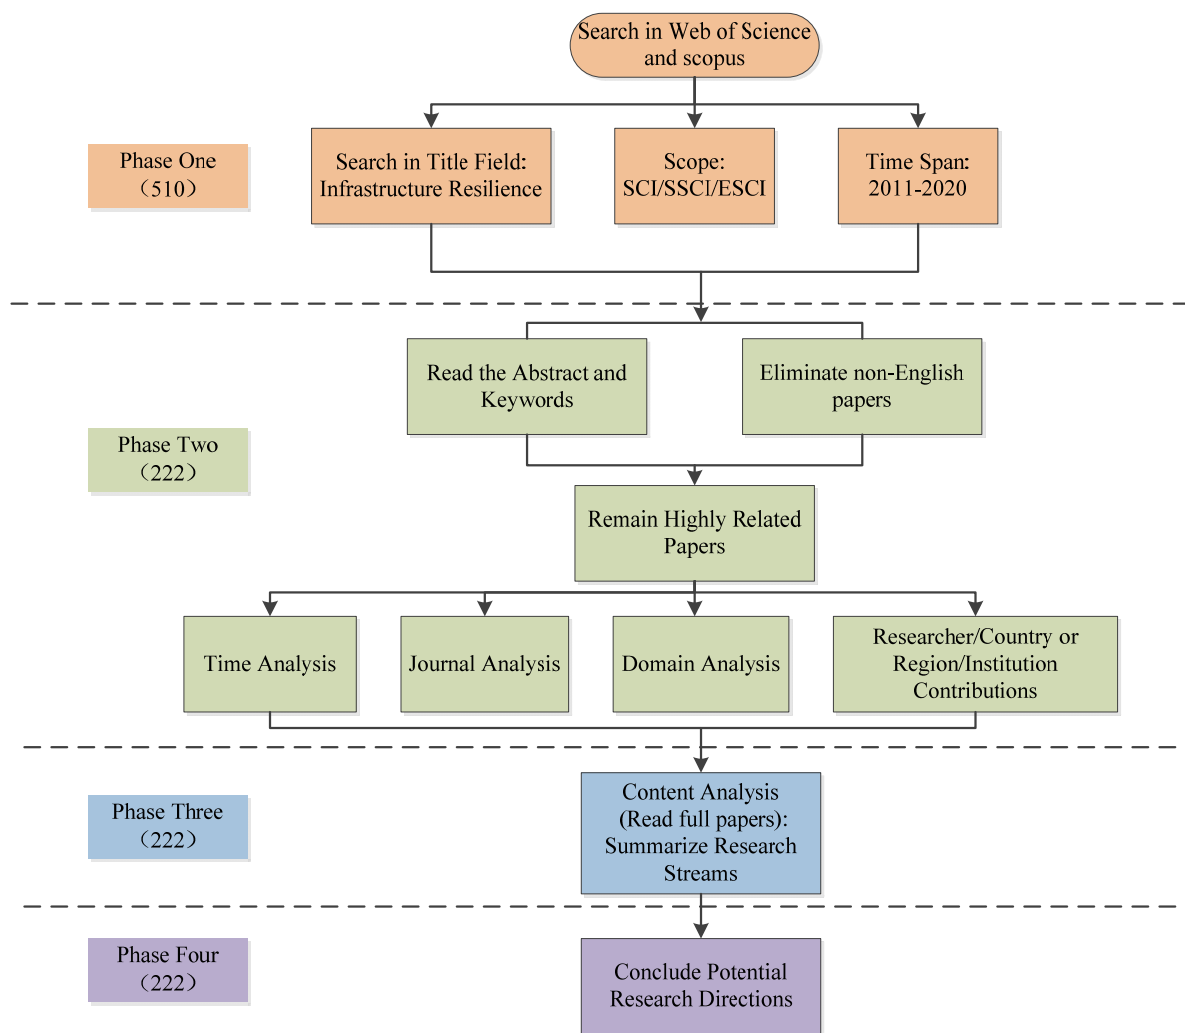 Search in Web of Science
and scopus
Phase One
（510）
Search in Title Field:
Infrastructure Resilience
Scope:
SCI/SSCI/ESCI
Time Span:
2011-2020
Phase Two
（222）
Read the Abstract and
Keywords
Eliminate non-English
papers
Remain Highly Related
Papers
Time Analysis
Journal Analysis
Domain Analysis
Researcher/Country or
Region/Institution
Contributions
Phase Three
（222）
Content Analysis
(Read full papers):
Summarize Research
Streams
Phase Four
（222）
Conclude Potential
Research Directions